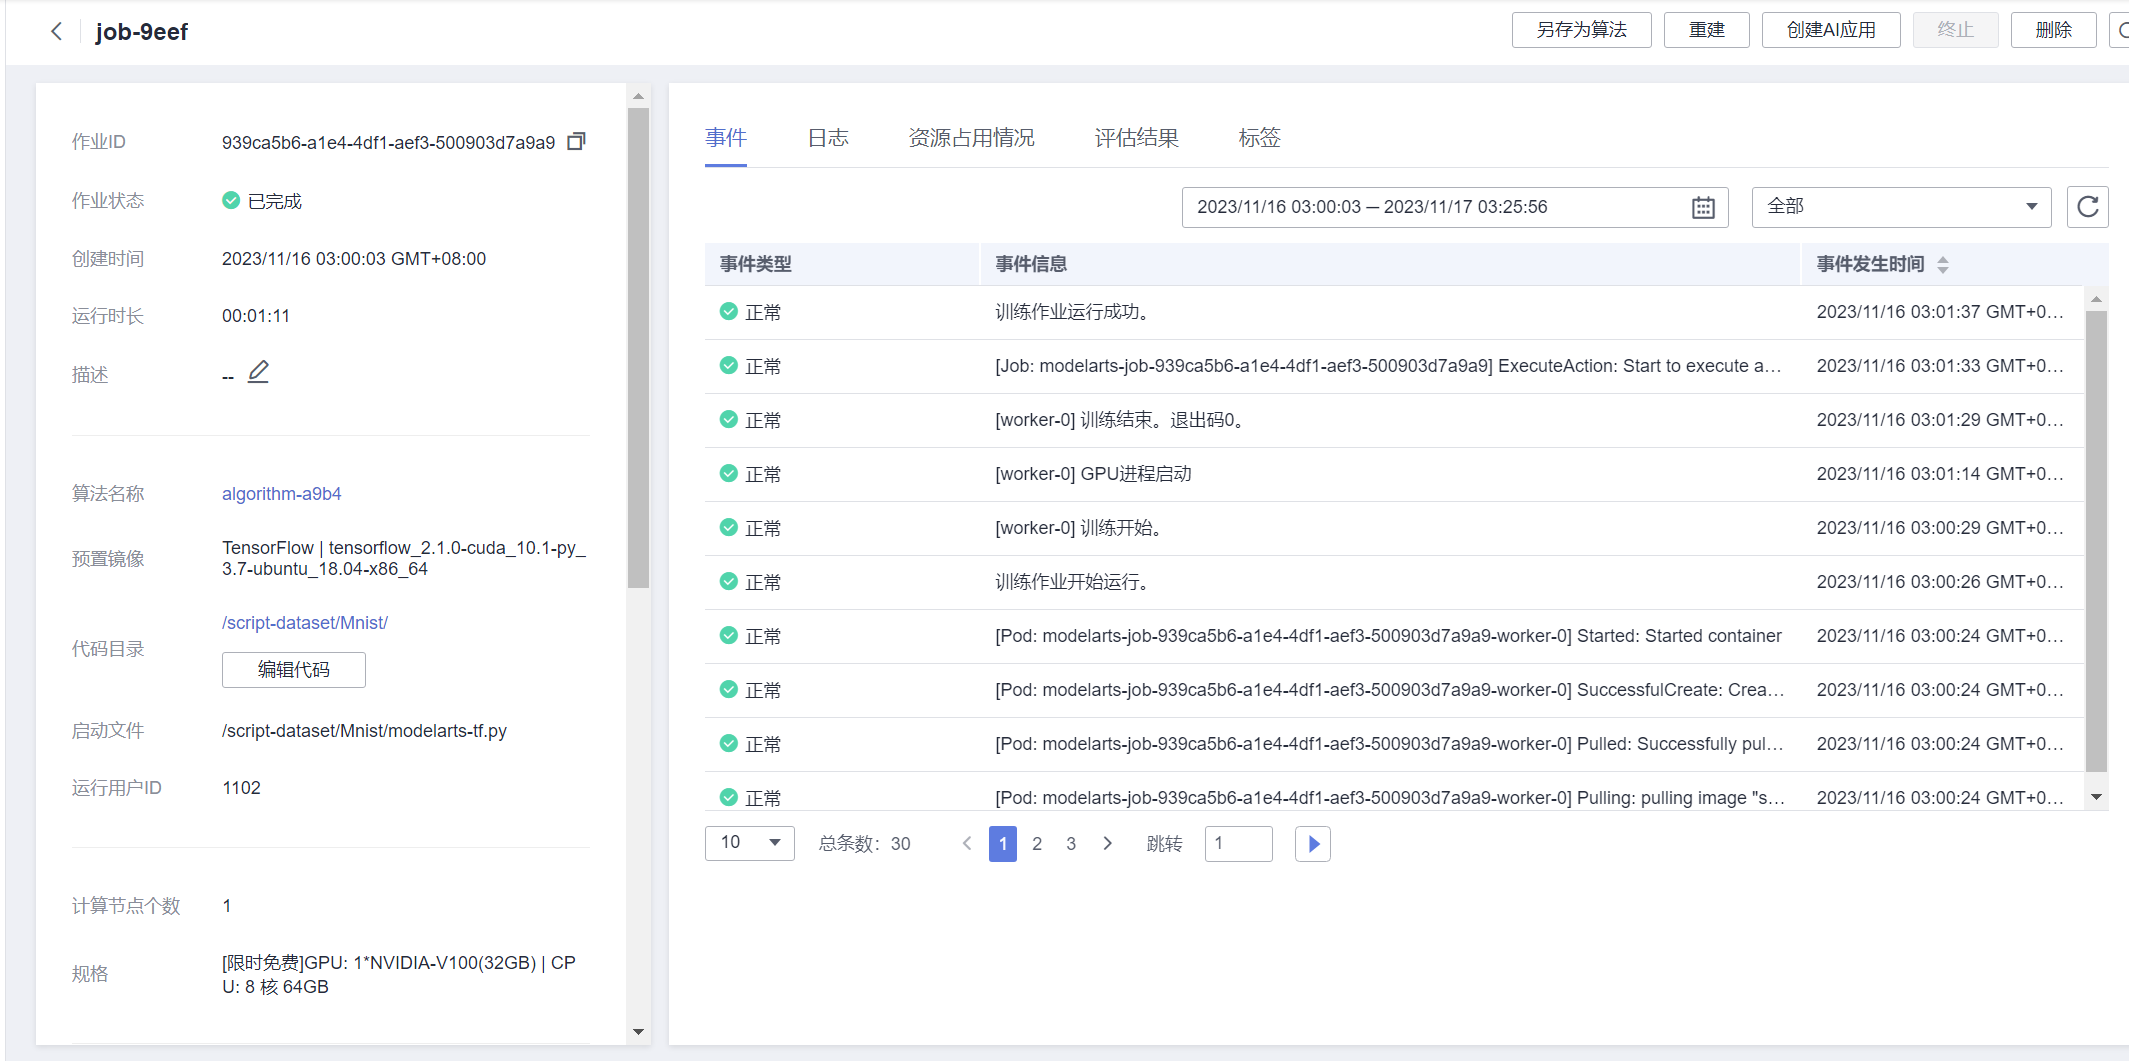 job-9eef
另存为算法
重建
创建AI应用
终止
删除
作业ID
939ca5b6-a1e4-4df1-aef3-500903d7a9a9
作业状态
已完成
创建时间
2023/11/16 03:00:03 GMT+08:00
运行时长
00:01:11
描述
--
算法名称
algorithm-a9b4
预置镜像
TensorFlow | tensorflow_2.1.0-cuda_10.1-py_
3.7-ubuntu_18.04-x86_64
代码目录
/script-dataset/Mnist/
编辑代码
启动文件
/script-dataset/Mnist/modelarts-tf.py
运行用户ID
1102
计算节点个数
1
规格
[限时免费]GPU: 1*NVIDIA-V100(32GB) | CP
U: 8 核 64GB
事件
日志
资源占用情况
评估结果
标签
2023/11/16 03:00:03 — 2023/11/17 03:25:56
全部
事件类型 事件信息 事件发生时间
正常 训练作业运行成功。 2023/11/16 03:01:37 GMT+0...
正常 [Job: modelarts-job-939ca5b6-a1e4-4df1-aef3-500903d7a9a9] ExecuteAction: Start to execute a... 2023/11/16 03:01:33 GMT+0...
正常 [worker-0] 训练结束。退出码0。 2023/11/16 03:01:29 GMT+0...
正常 [worker-0] GPU进程启动 2023/11/16 03:01:14 GMT+0...
正常 [worker-0] 训练开始。 2023/11/16 03:00:29 GMT+0...
正常 训练作业开始运行。 2023/11/16 03:00:26 GMT+0...
正常 [Pod: modelarts-job-939ca5b6-a1e4-4df1-aef3-500903d7a9a9-worker-0] Started: Started container 2023/11/16 03:00:24 GMT+0...
正常 [Pod: modelarts-job-939ca5b6-a1e4-4df1-aef3-500903d7a9a9-worker-0] SuccessfulCreate: Crea... 2023/11/16 03:00:24 GMT+0...
正常 [Pod: modelarts-job-939ca5b6-a1e4-4df1-aef3-500903d7a9a9-worker-0] Pulled: Successfully pul... 2023/11/16 03:00:24 GMT+0...
正常 [Pod: modelarts-job-939ca5b6-a1e4-4df1-aef3-500903d7a9a9-worker-0] Pulling: pulling image "s... 2023/11/16 03:00:24 GMT+0...
10 总条数：30 1 2 3 跳转 1